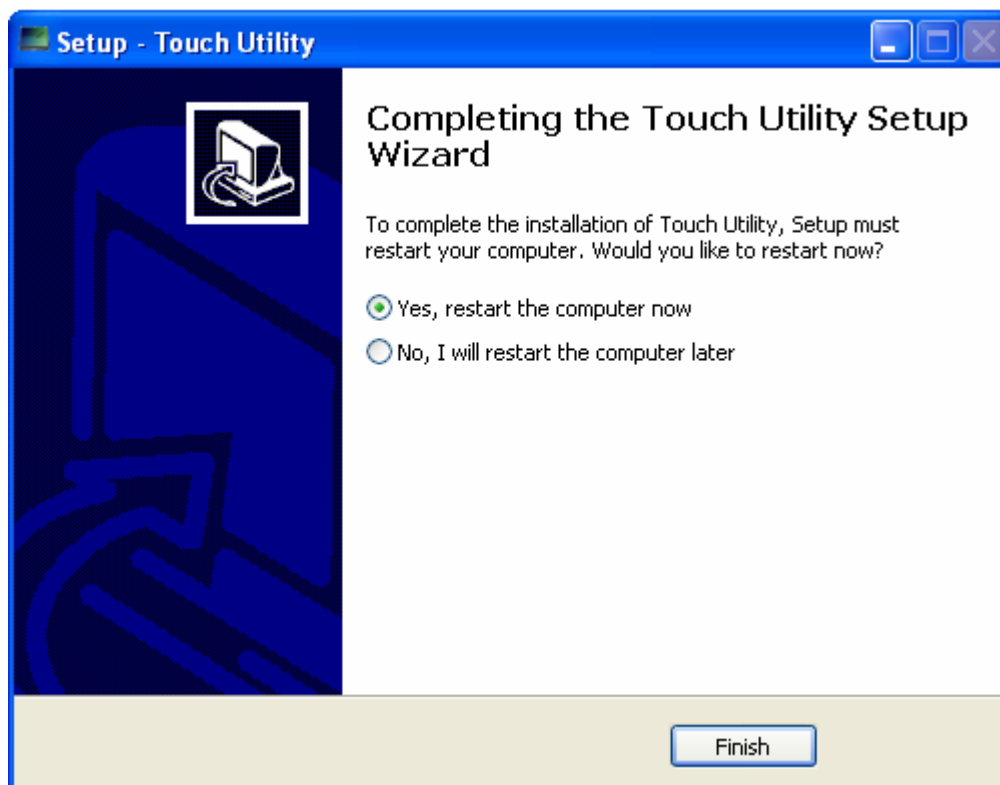 Setup - Touch Utility
Completing the Touch Utility Setup
Wizard
To complete the installation of Touch Utility, Setup must
restart your computer. Would you like to restart now?
Yes, restart the computer now
No, I will restart the computer later
Finish